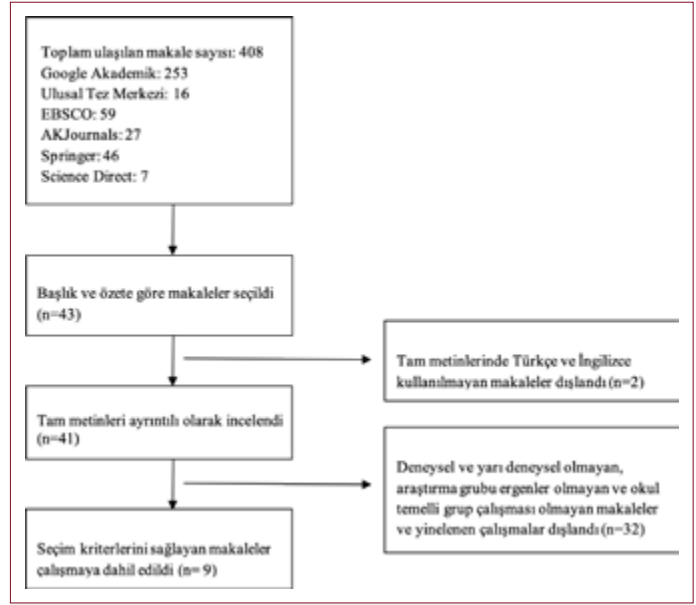 Toplam ulaşılan makale sayısı: 408
Google Akademik: 253
Ulusal Tez Merkezi: 16
EBSCO: 59
AKJournals: 27
Springer: 46
Science Direct: 7
Başlık ve özete göre makaleler seçildi
(n=43)
Tam metinlerinde Türkçe ve İngilizce
kullanılmayan makaleler dışlandı (n=2)
Tam metinleri ayrıntılı olarak incelendi
(n=41)
Deneysel ve yarı deneysel olmayan,
araştırma grubu ergenler olmayan ve okul
temelli grup çalışması olmayan makaleler
ve yinelenen çalışmalar dışlandı (n=32)
Seçim kriterlerini sağlayan makaleler
çalışmaya dahil edildi (n= 9)